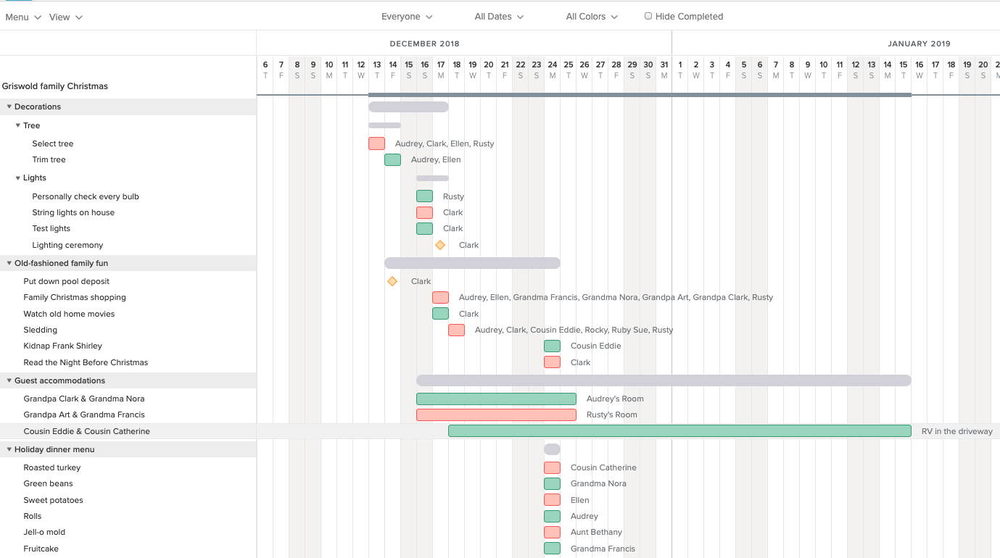 Menu View Everyone All Dates All Colors Hide Completed
DECEMBER 2018 JANUARY 2019
6 7 8 9 10 11 12 13 14 15 16 17 18 19 20 21 22 23 24 25 26 27 28 29 30 31 1 2 3 4 5 6 7 8 9 10 11 12 13 14 15 16 17 18 19 20
T F S S M T W T F S S M T W T F S S M T W T F S S M T W T F S S M T W T F S S M T W T F S S
Griswold family Christmas
Decorations
Tree
Select tree Audrey, Clark, Ellen, Rusty
Trim tree Audrey, Ellen
Lights
Personally check every bulb Rusty
String lights on house Clark
Test lights Clark
Lighting ceremony Clark
Old-fashioned family fun
Put down pool deposit Clark
Family Christmas shopping Audrey, Ellen, Grandma Francis, Grandma Nora, Grandpa Art, Grandpa Clark, Rusty
Watch old home movies Clark
Sledding Audrey, Clark, Cousin Eddie, Rocky, Ruby Sue, Rusty
Kidnap Frank Shirley Cousin Eddie
Read the Night Before Christmas Clark
Guest accommodations
Grandpa Clark & Grandma Nora Audrey's Room
Grandpa Art & Grandma Francis Rusty's Room
Cousin Eddie & Cousin Catherine RV in the driveway
Holiday dinner menu
Roasted turkey Cousin Catherine
Green beans Grandma Nora
Sweet potatoes Ellen
Rolls Audrey
Jell-o mold Aunt Bethany
Fruitcake Grandma Francis